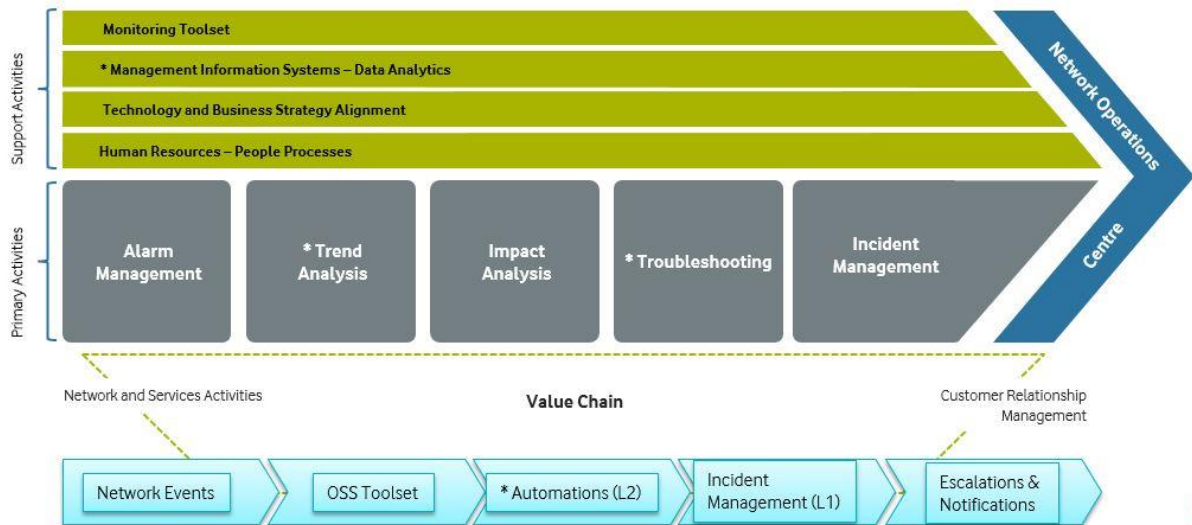 Support Activities
Monitoring Toolset
* Management Information Systems – Data Analytics
Technology and Business Strategy Alignment
Human Resources – People Processes
Network Operations
Centre
Primary Activities
Alarm
Management
* Trend
Analysis
Impact
Analysis
* Troubleshooting
Incident
Management
Network and Services Activities
Value Chain
Customer Relationship
Management
Network Events
OSS Toolset
* Automations (L2)
Incident
Management (L1)
Escalations &
Notifications